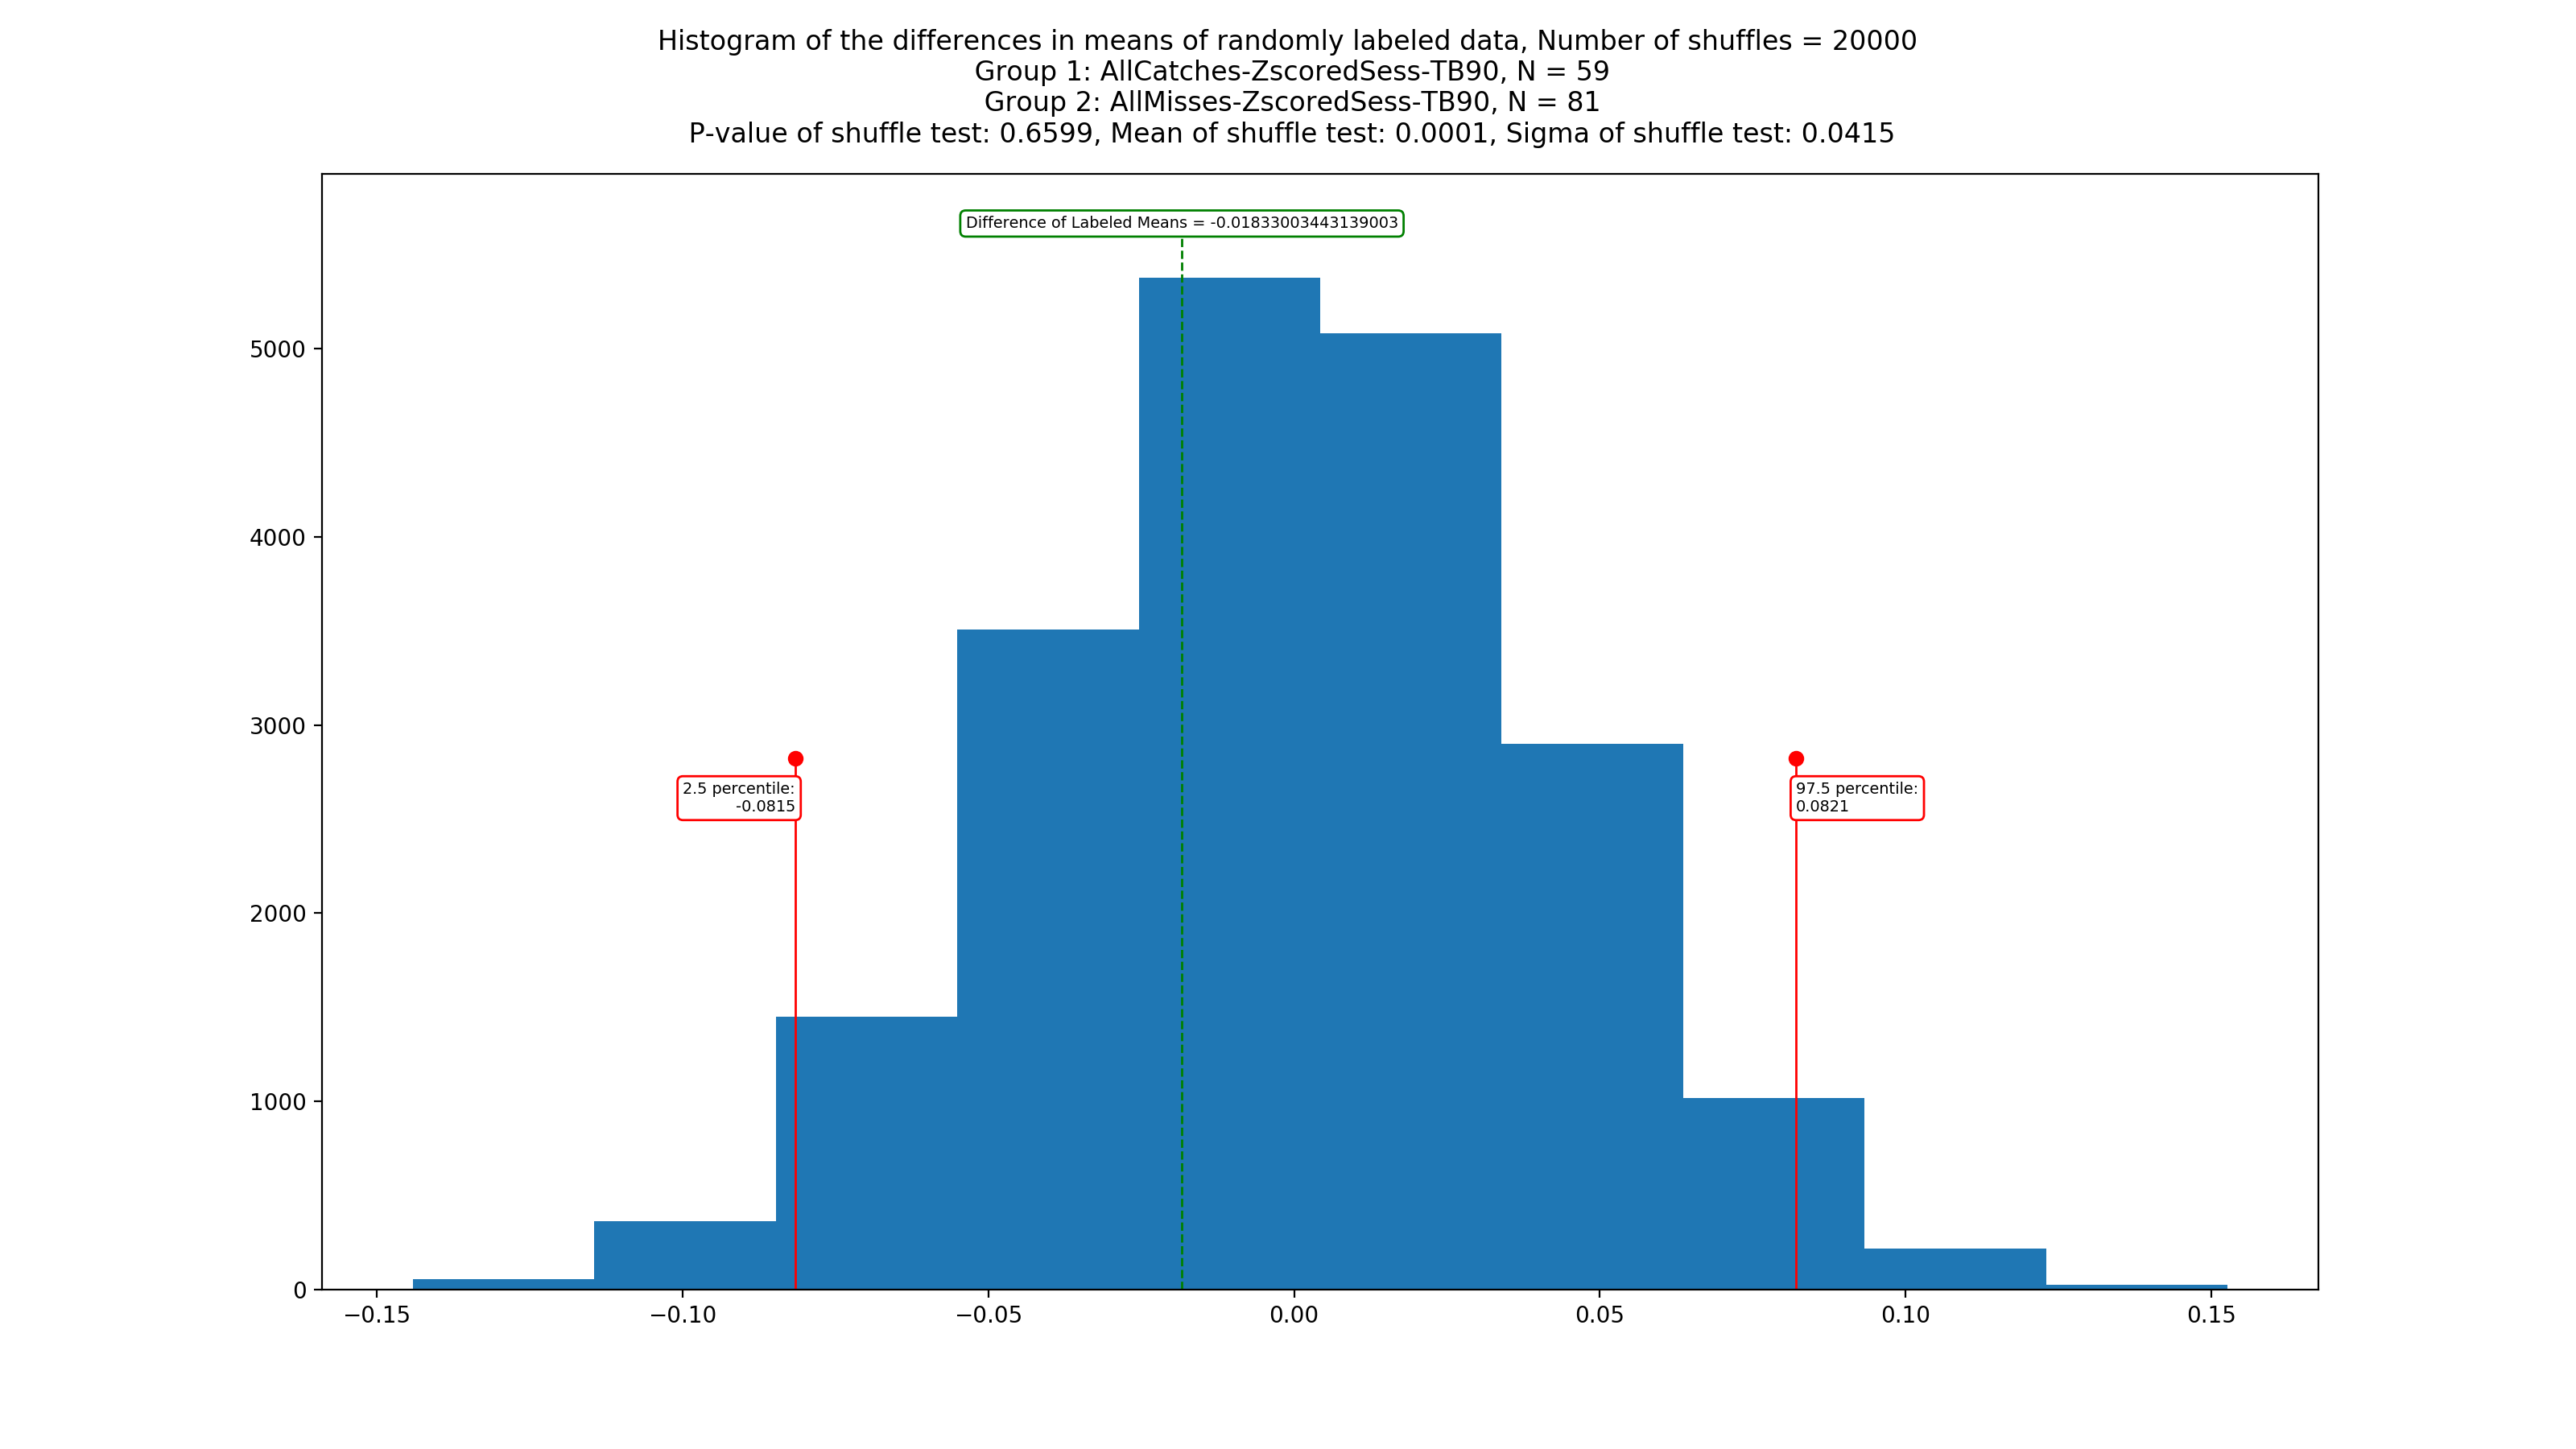 Histogram of the differences in means of randomly labeled data, Number of shuffles = 20000
Group 1: AllCatches-ZscoredSess-TB90, N = 59
Group 2: AllMisses-ZscoredSess-TB90, N = 81
P-value of shuffle test: 0.6599, Mean of shuffle test: 0.0001, Sigma of shuffle test: 0.0415
Difference of Labeled Means = -0.01833003443139003
5000
4000
3000
2.5 percentile:
-0.0815
97.5 percentile:
0.0821
2000
1000
0
−0.15
−0.10
−0.05
0.00
0.05
0.10
0.15